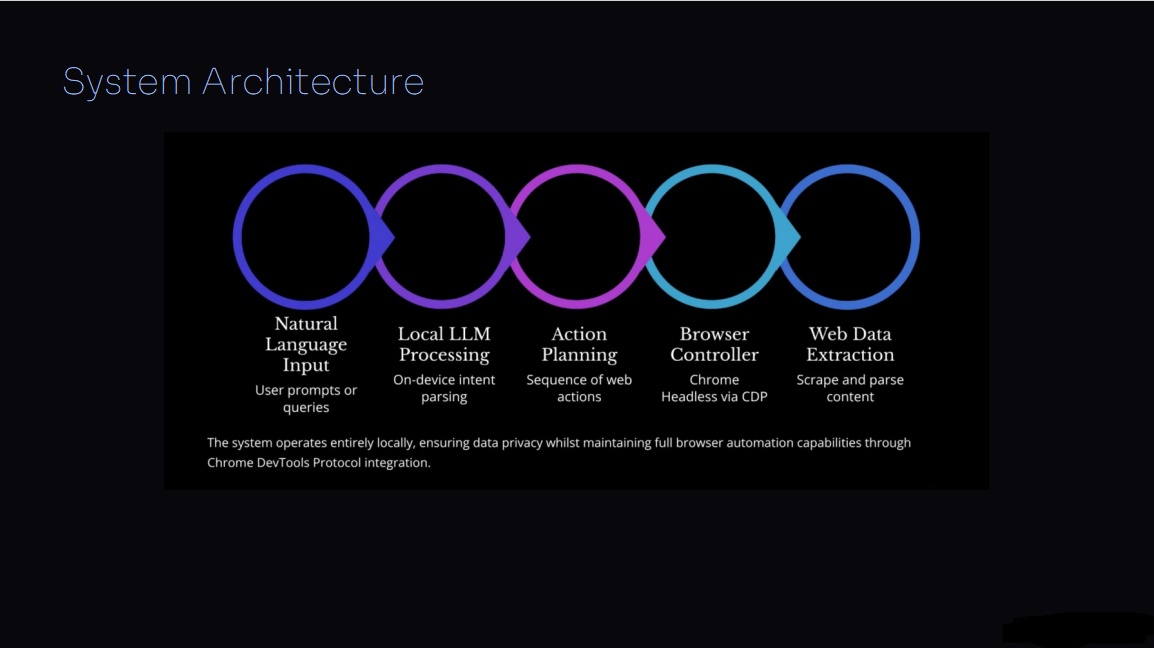 System Architecture
Natural
Language
Input
User prompts or
queries
Local LLM
Processing
On-device intent
parsing
Action
Planning
Sequence of web
actions
Browser
Controller
Chrome
Headless via CDP
Web Data
Extraction
Scrape and parse
content
The system operates entirely locally, ensuring data privacy whilst maintaining full browser automation capabilities through
Chrome DevTools Protocol integration.